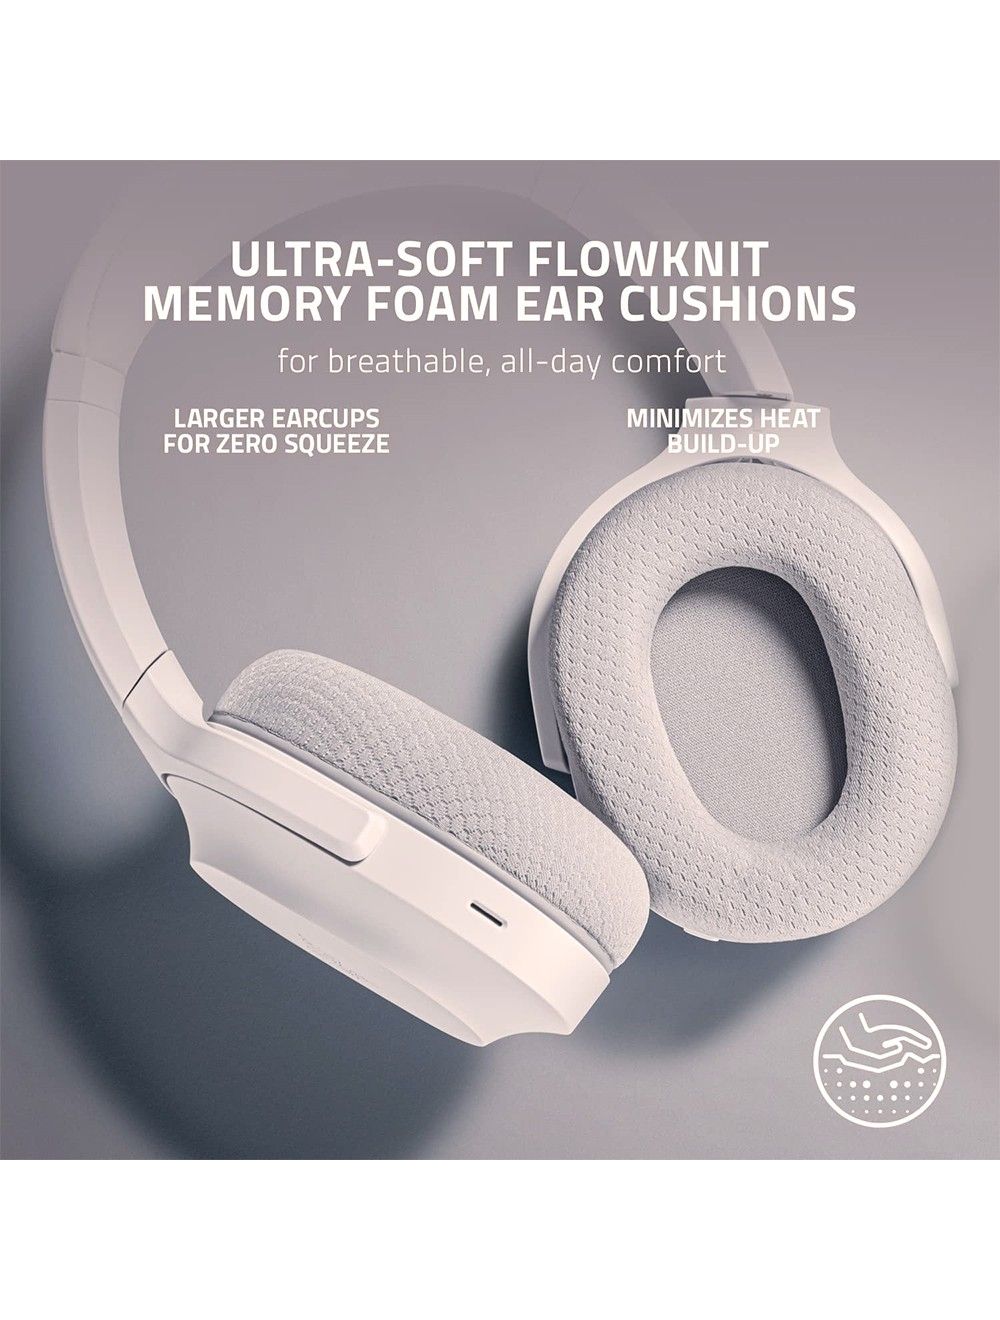 ULTRA-SOFT FLOWKNIT
MEMORY FOAM EAR CUSHIONS
for breathable, all-day comfort
LARGER EARCUPS
FOR ZERO SQUEEZE
MINIMIZES HEAT
BUILD-UP